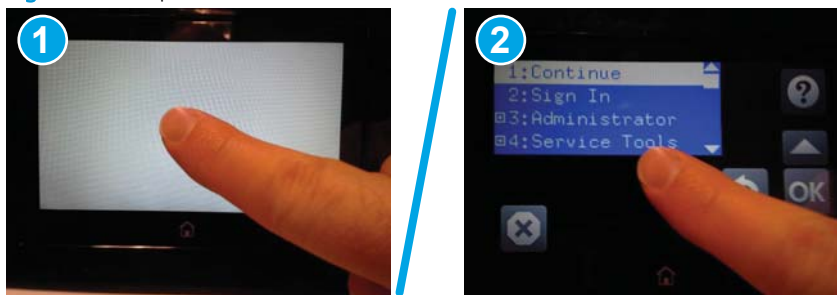 1
2
1:Continue
2:Sign In
3:Administrator
4:Service Tools
?
OK